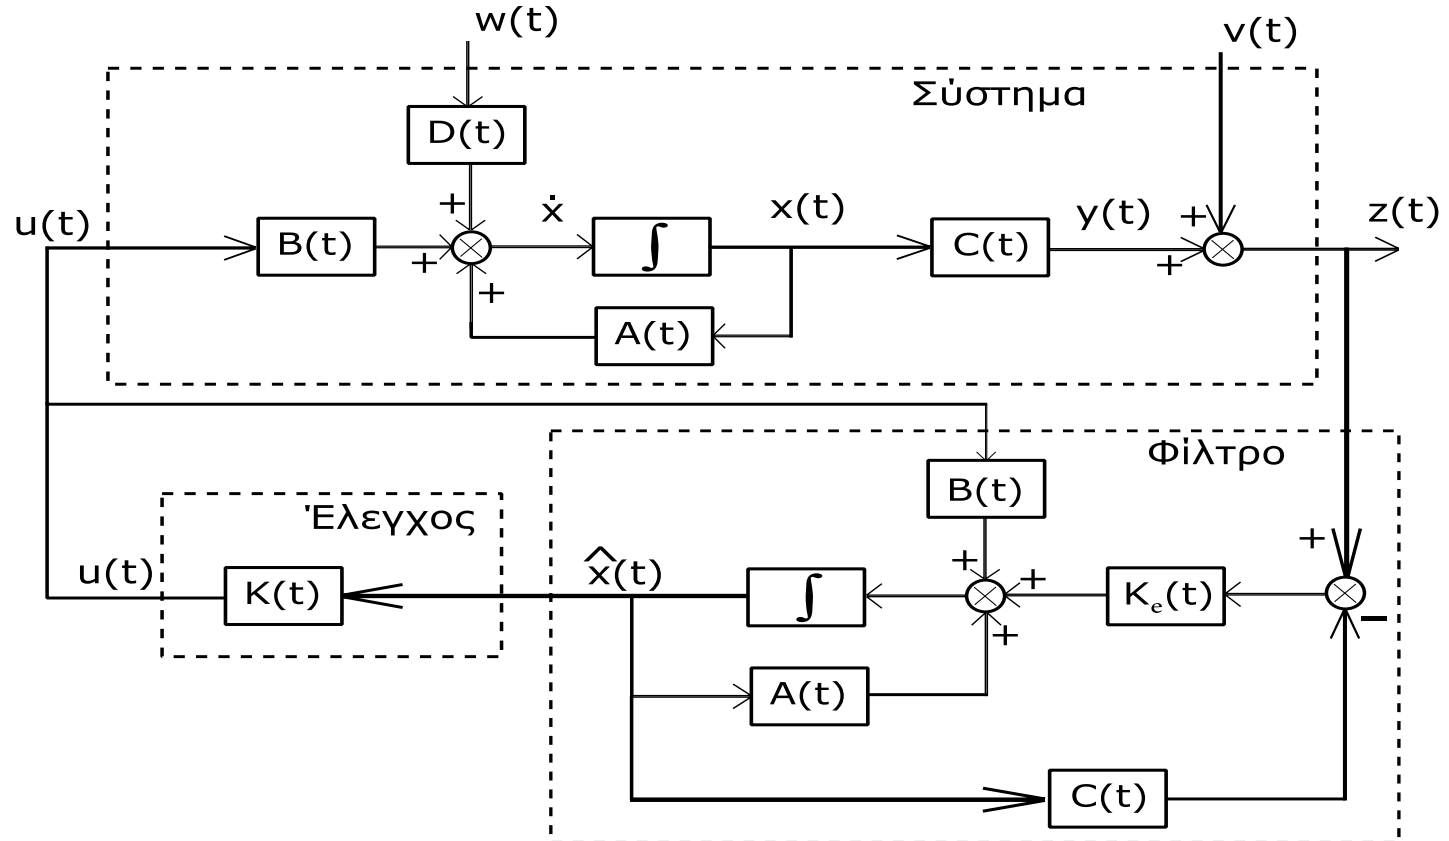 w(t)
v(t)
Σύστημα
D(t)
+
u(t)
B(t)
+
ẋ
∫
x(t)
C(t)
y(t)
+
+
z(t)
+
A(t)
Φίλτρο
B(t)
Έλεγχος
u(t)
K(t)
x̂(t)
∫
+
+
+
Kₑ(t)
+
−
A(t)
C(t)